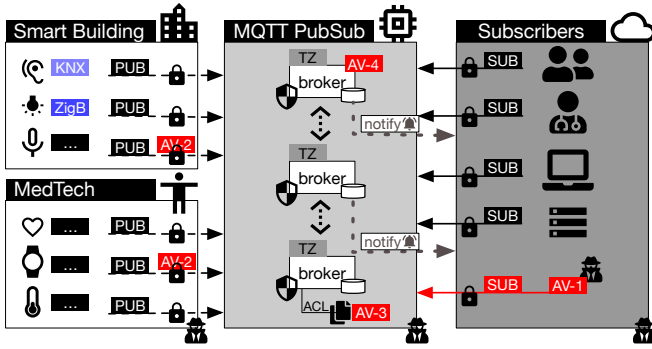 Smart Building
KNX
PUB
ZigB
PUB
...
PUB
AV-2
MedTech
...
PUB
...
PUB
AV-2
...
PUB
MQTT PubSub
TZ
AV-4
broker
notify
TZ
broker
notify
TZ
broker
ACL
AV-3
Subscribers
SUB
SUB
SUB
SUB
SUB
AV-1